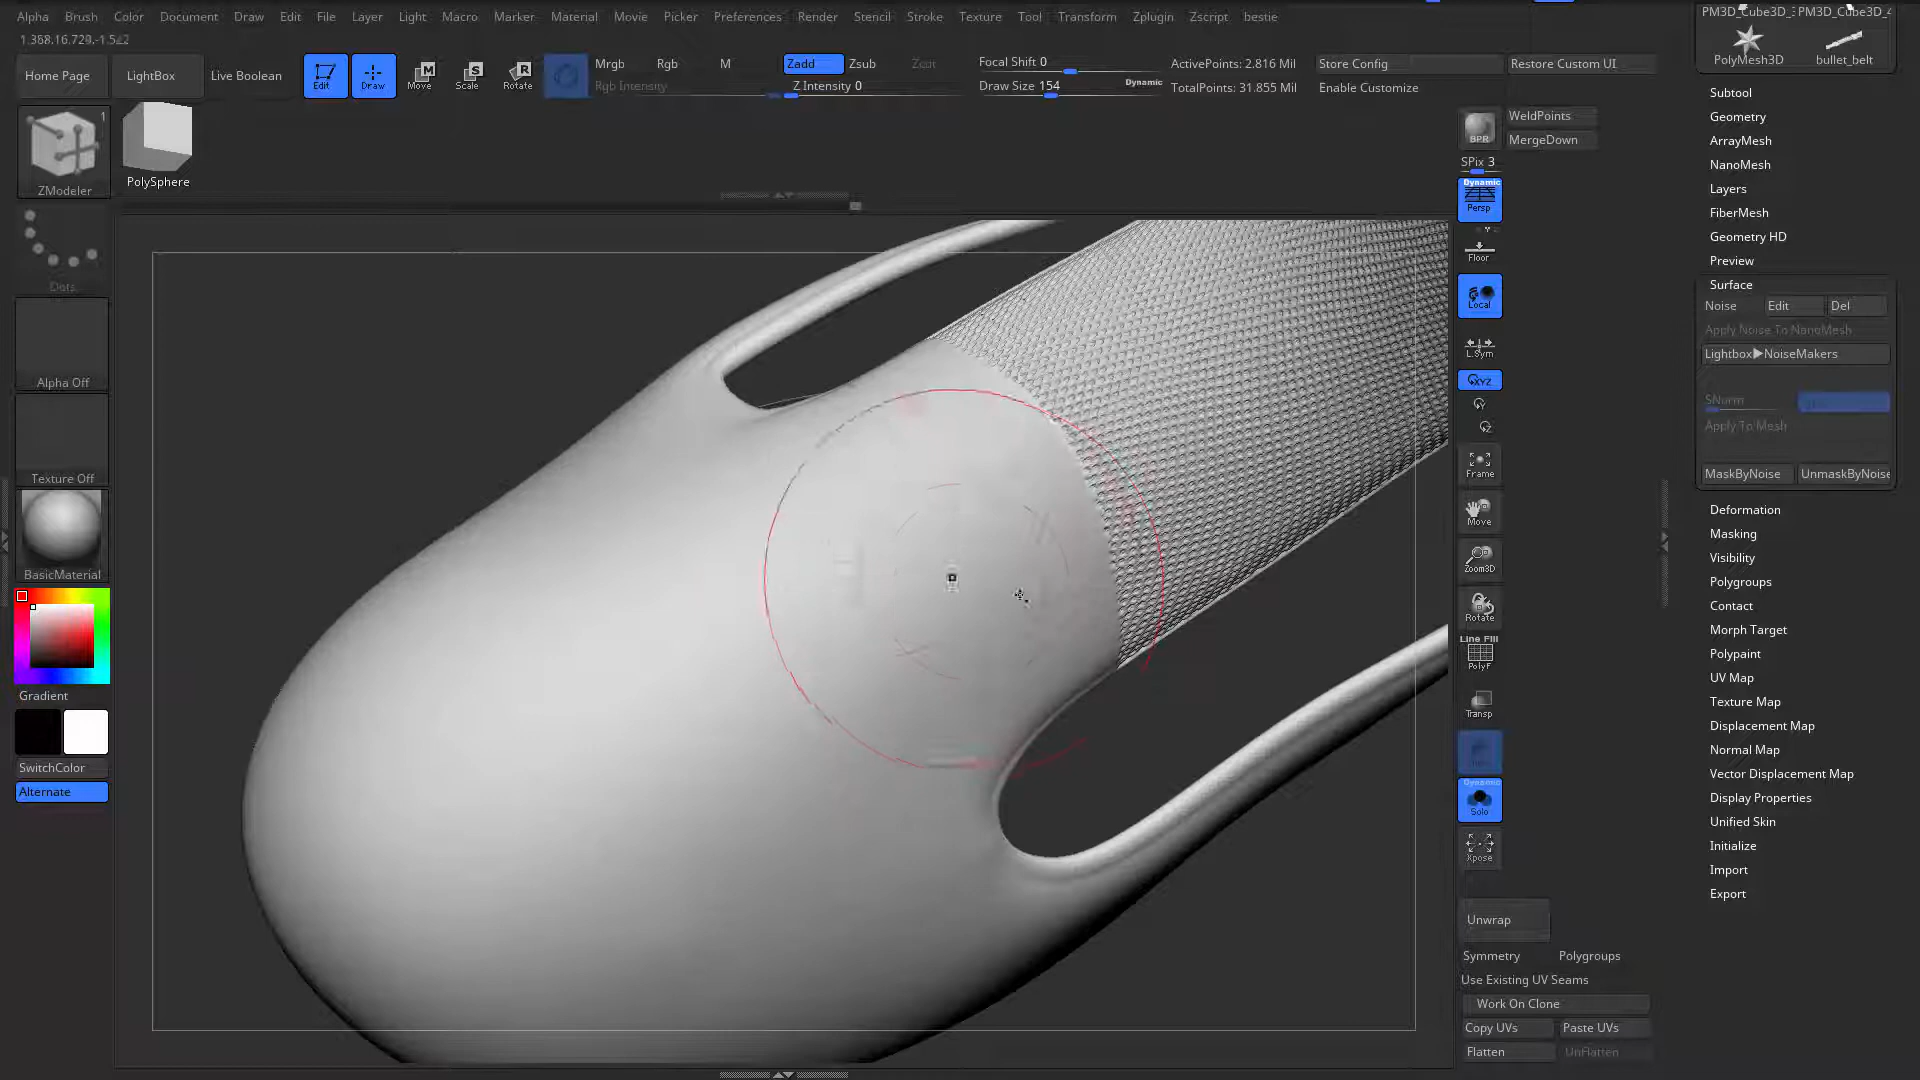 Alpha Brush Color Document Draw Edit File Layer Light Macro Marker Material Movie Picker Preferences Render Stencil Stroke Texture Tool Transform Zplugin Zscript bestie
Home Page
LightBox
Live Boolean
Edit
Draw
Move
Scale
Rotate
Mrgb Rgb M
Rgb Intensity
Zadd Zsub Zcut
Z Intensity 0
Focal Shift 0
Draw Size 154
Dynamic
ActivePoints: 2.816 Mil
TotalPoints: 31.855 Mil
Store Config
Enable Customize
Restore Custom UI
1
ZModeler
PolySphere
Dots
Alpha Off
Texture Off
BasicMaterial
Gradient
SwitchColor
Alternate
BPR
SPix 3
Dynamic
Persp
Floor
Local
L.Sym
XYZ
Frame
Move
Zoom3D
Rotate
Line Fill
PolyF
Transp
Dynamic
Solo
Xpose
WeldPoints
MergeDown
Unwrap
Symmetry Polygroups
Use Existing UV Seams
Work On Clone
Copy UVs Paste UVs
Flatten UnFlatten
PolyMesh3D bullet_belt
Subtool
Geometry
ArrayMesh
NanoMesh
Layers
FiberMesh
Geometry HD
Preview
Surface
Noise Edit Del
Apply Noise To NanoMesh
Lightbox▶NoiseMakers
SNorm
Apply To Mesh
MaskByNoise UnmaskByNoise
Deformation
Masking
Visibility
Polygroups
Contact
Morph Target
Polypaint
UV Map
Texture Map
Displacement Map
Normal Map
Vector Displacement Map
Display Properties
Unified Skin
Initialize
Import
Export